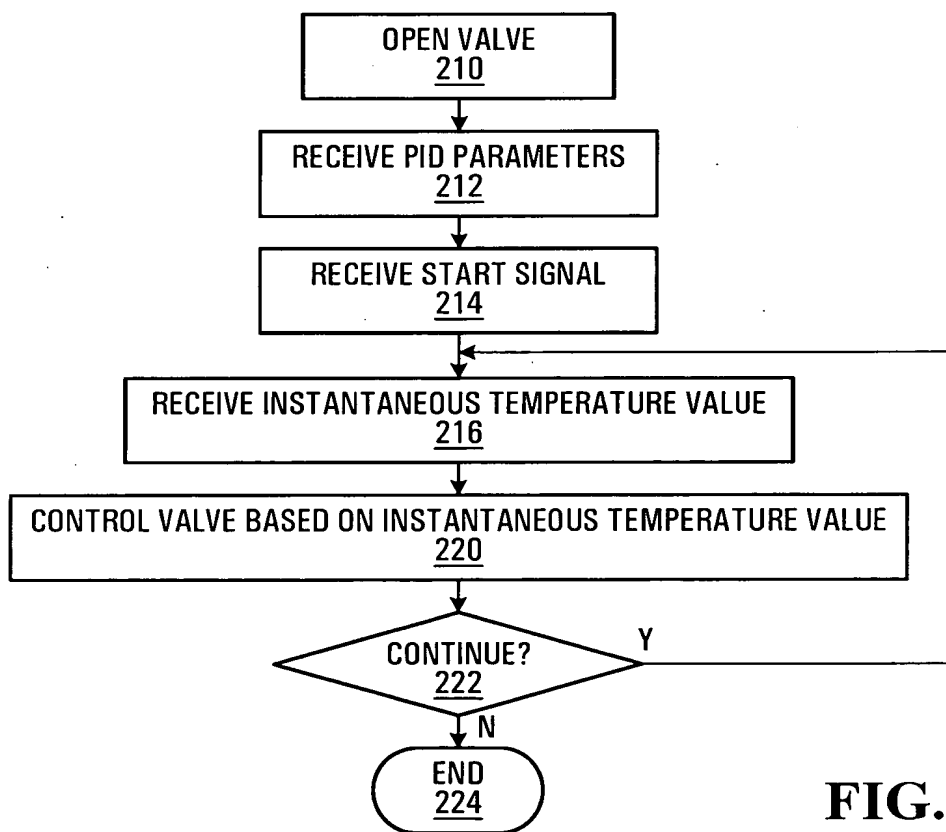 OPEN VALVE
210
RECEIVE PID PARAMETERS
212
RECEIVE START SIGNAL
214
RECEIVE INSTANTANEOUS TEMPERATURE VALUE
216
CONTROL VALVE BASED ON INSTANTANEOUS TEMPERATURE VALUE
220
CONTINUE?
222
Y
N
END
224
FIG.